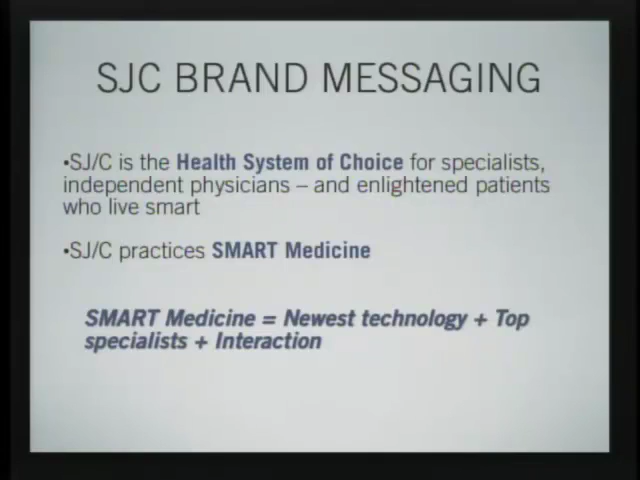 SJC BRAND MESSAGING
•SJ/C is the Health System of Choice for specialists,
independent physicians – and enlightened patients
who live smart
•SJ/C practices SMART Medicine
SMART Medicine = Newest technology + Top
specialists + Interaction